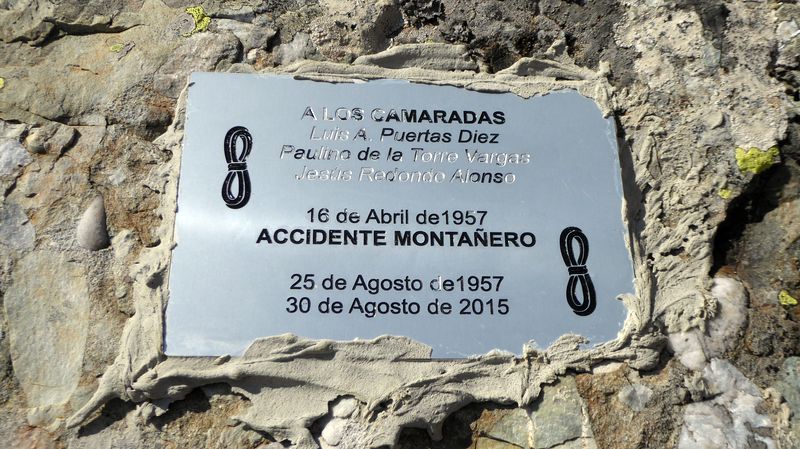 A LOS CAMARADAS
Luis A. Puertas Diez
Paulino de la Torre Vargas
Jesús Redondo Alonso
16 de Abril de1957
ACCIDENTE MONTAÑERO
25 de Agosto de1957
30 de Agosto de 2015